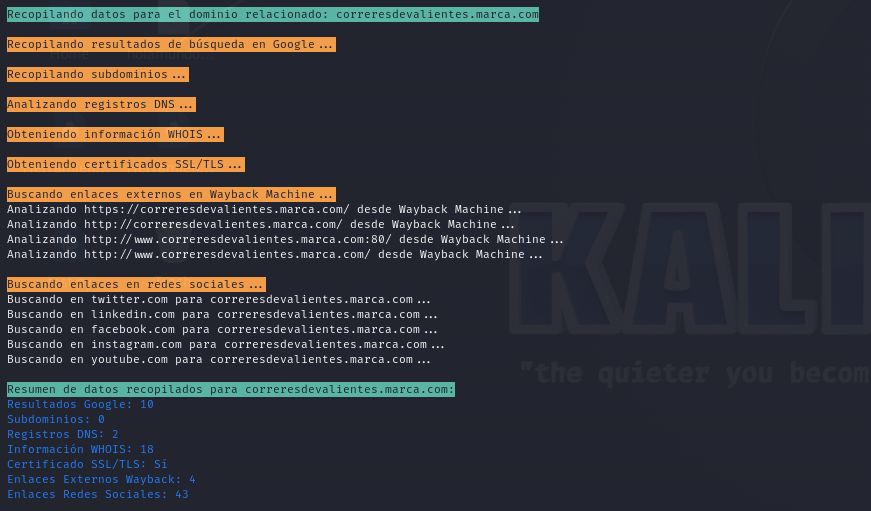 Recopilando datos para el dominio relacionado: correresdevalientes.marca.com
Recopilando resultados de búsqueda en Google...
Recopilando subdominios...
Analizando registros DNS...
Obteniendo información WHOIS...
Obteniendo certificados SSL/TLS...
Buscando enlaces externos en Wayback Machine...
Analizando https://correresdevalientes.marca.com/ desde Wayback Machine...
Analizando http://correresdevalientes.marca.com/ desde Wayback Machine...
Analizando http://www.correresdevalientes.marca.com:80/ desde Wayback Machine...
Analizando http://www.correresdevalientes.marca.com/ desde Wayback Machine...
Buscando enlaces en redes sociales...
Buscando en twitter.com para correresdevalientes.marca.com...
Buscando en linkedin.com para correresdevalientes.marca.com...
Buscando en facebook.com para correresdevalientes.marca.com...
Buscando en instagram.com para correresdevalientes.marca.com...
Buscando en youtube.com para correresdevalientes.marca.com...
Resumen de datos recopilados para correresdevalientes.marca.com:
Resultados Google: 10
Subdominios: 0
Registros DNS: 2
Información WHOIS: 18
Certificado SSL/TLS: Sí
Enlaces Externos Wayback: 4
Enlaces Redes Sociales: 43
KALI
"the quieter you becom